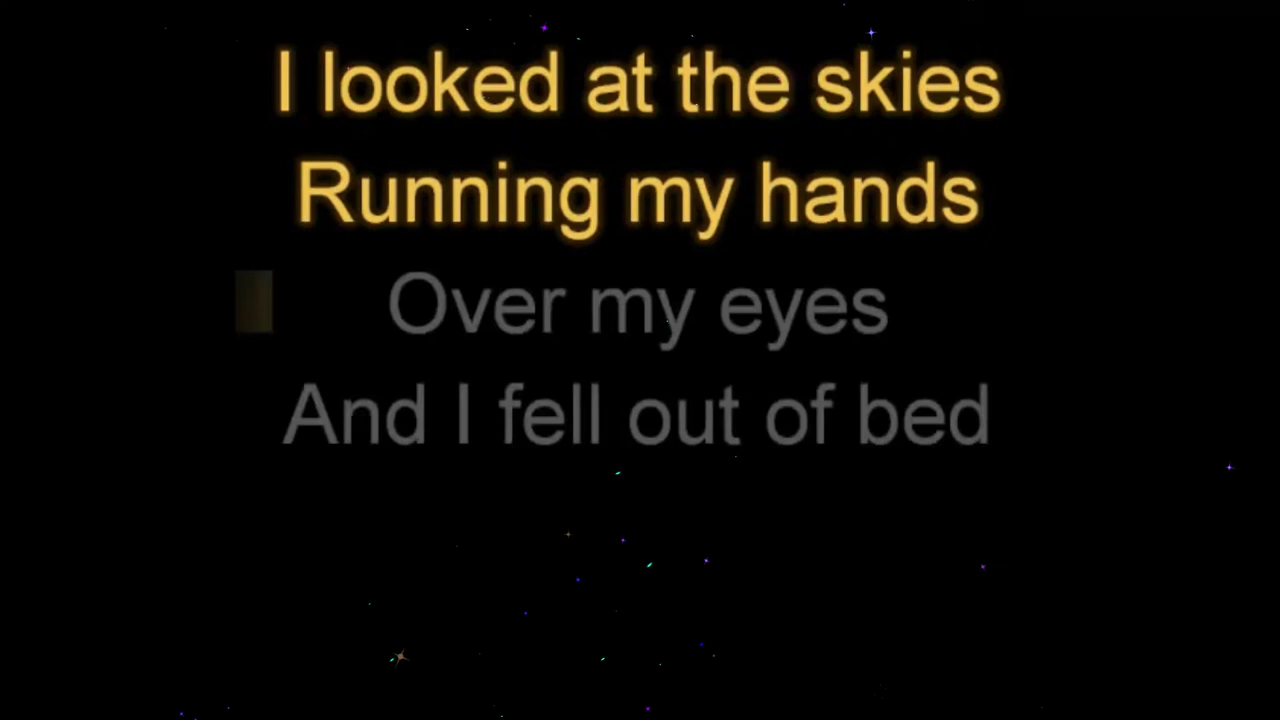 I looked at the skies
Running my hands
Over my eyes
And I fell out of bed